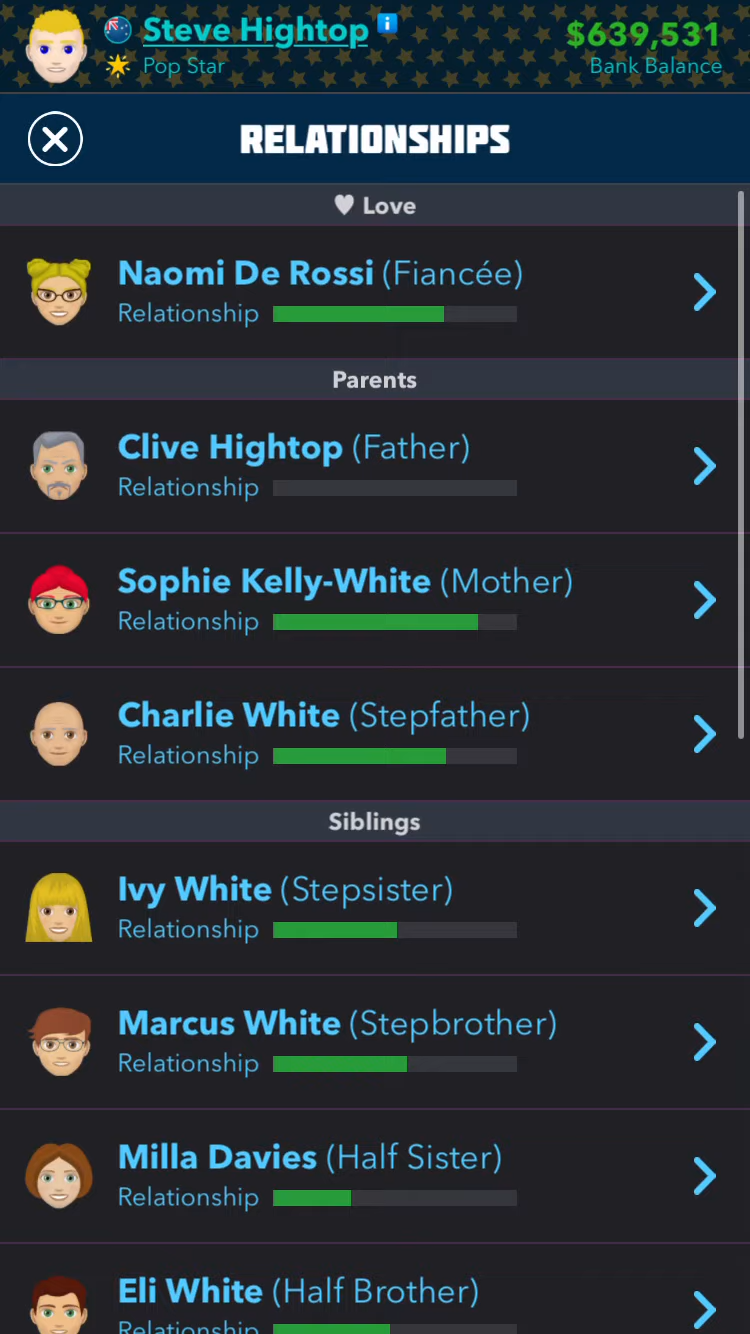 Steve Hightop i
$639,531
Pop Star
Bank Balance
RELATIONSHIPS
Love
Naomi De Rossi (Fiancée)
Relationship
Parents
Clive Hightop (Father)
Relationship
Sophie Kelly-White (Mother)
Relationship
Charlie White (Stepfather)
Relationship
Siblings
Ivy White (Stepsister)
Relationship
Marcus White (Stepbrother)
Relationship
Milla Davies (Half Sister)
Relationship
Eli White (Half Brother)
Relationship